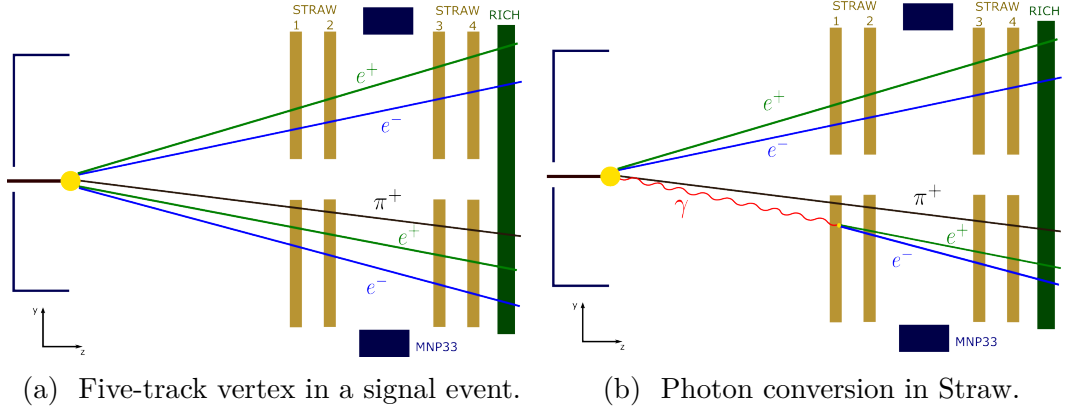 STRAW
1 2
STRAW
3 4
RICH
e⁺
e⁻
π⁺
e⁺
e⁻
y
z
MNP33
(a) Five-track vertex in a signal event.
STRAW
1 2
STRAW
3 4
RICH
e⁺
e⁻
π⁺
γ
e⁺
e⁻
y
z
MNP33
(b) Photon conversion in Straw.